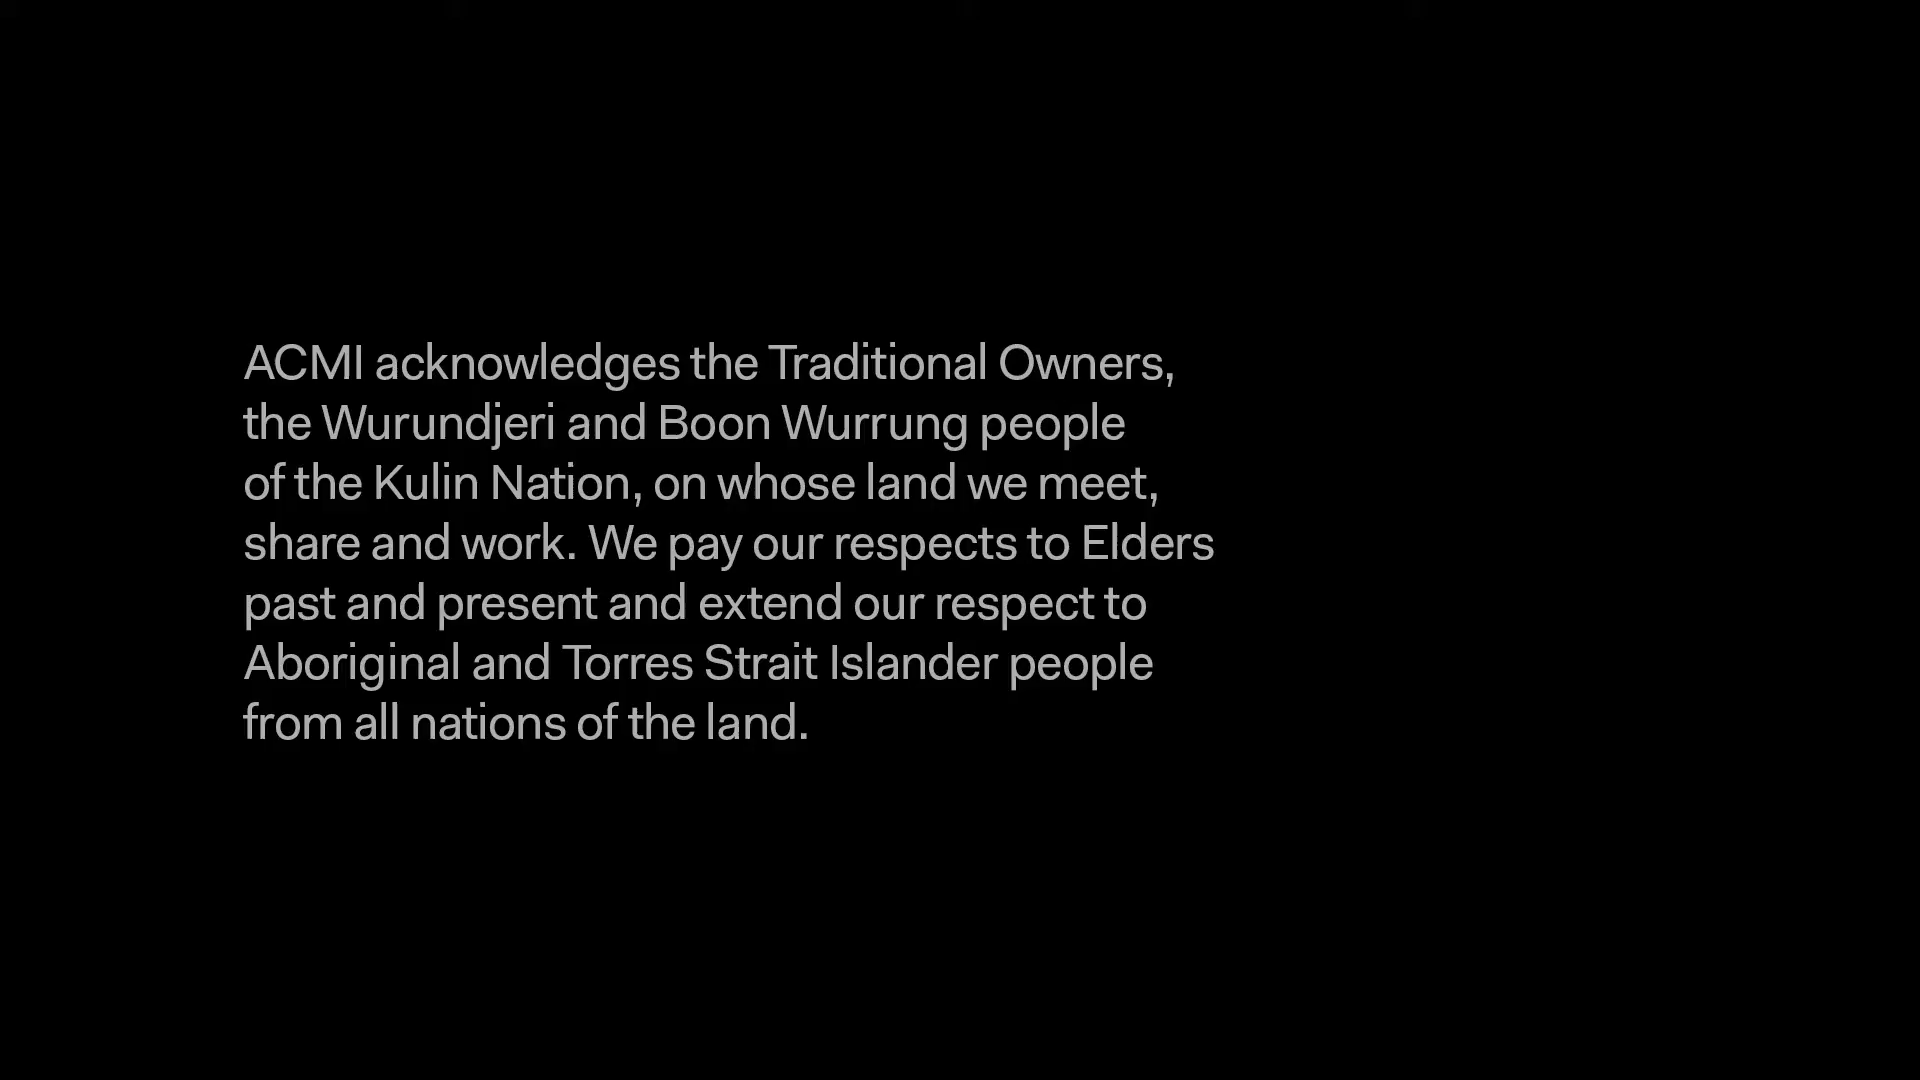 ACMI acknowledges the Traditional Owners,
the Wurundjeri and Boon Wurrung people
of the Kulin Nation, on whose land we meet,
share and work. We pay our respects to Elders
past and present and extend our respect to
Aboriginal and Torres Strait Islander people
from all nations of the land.